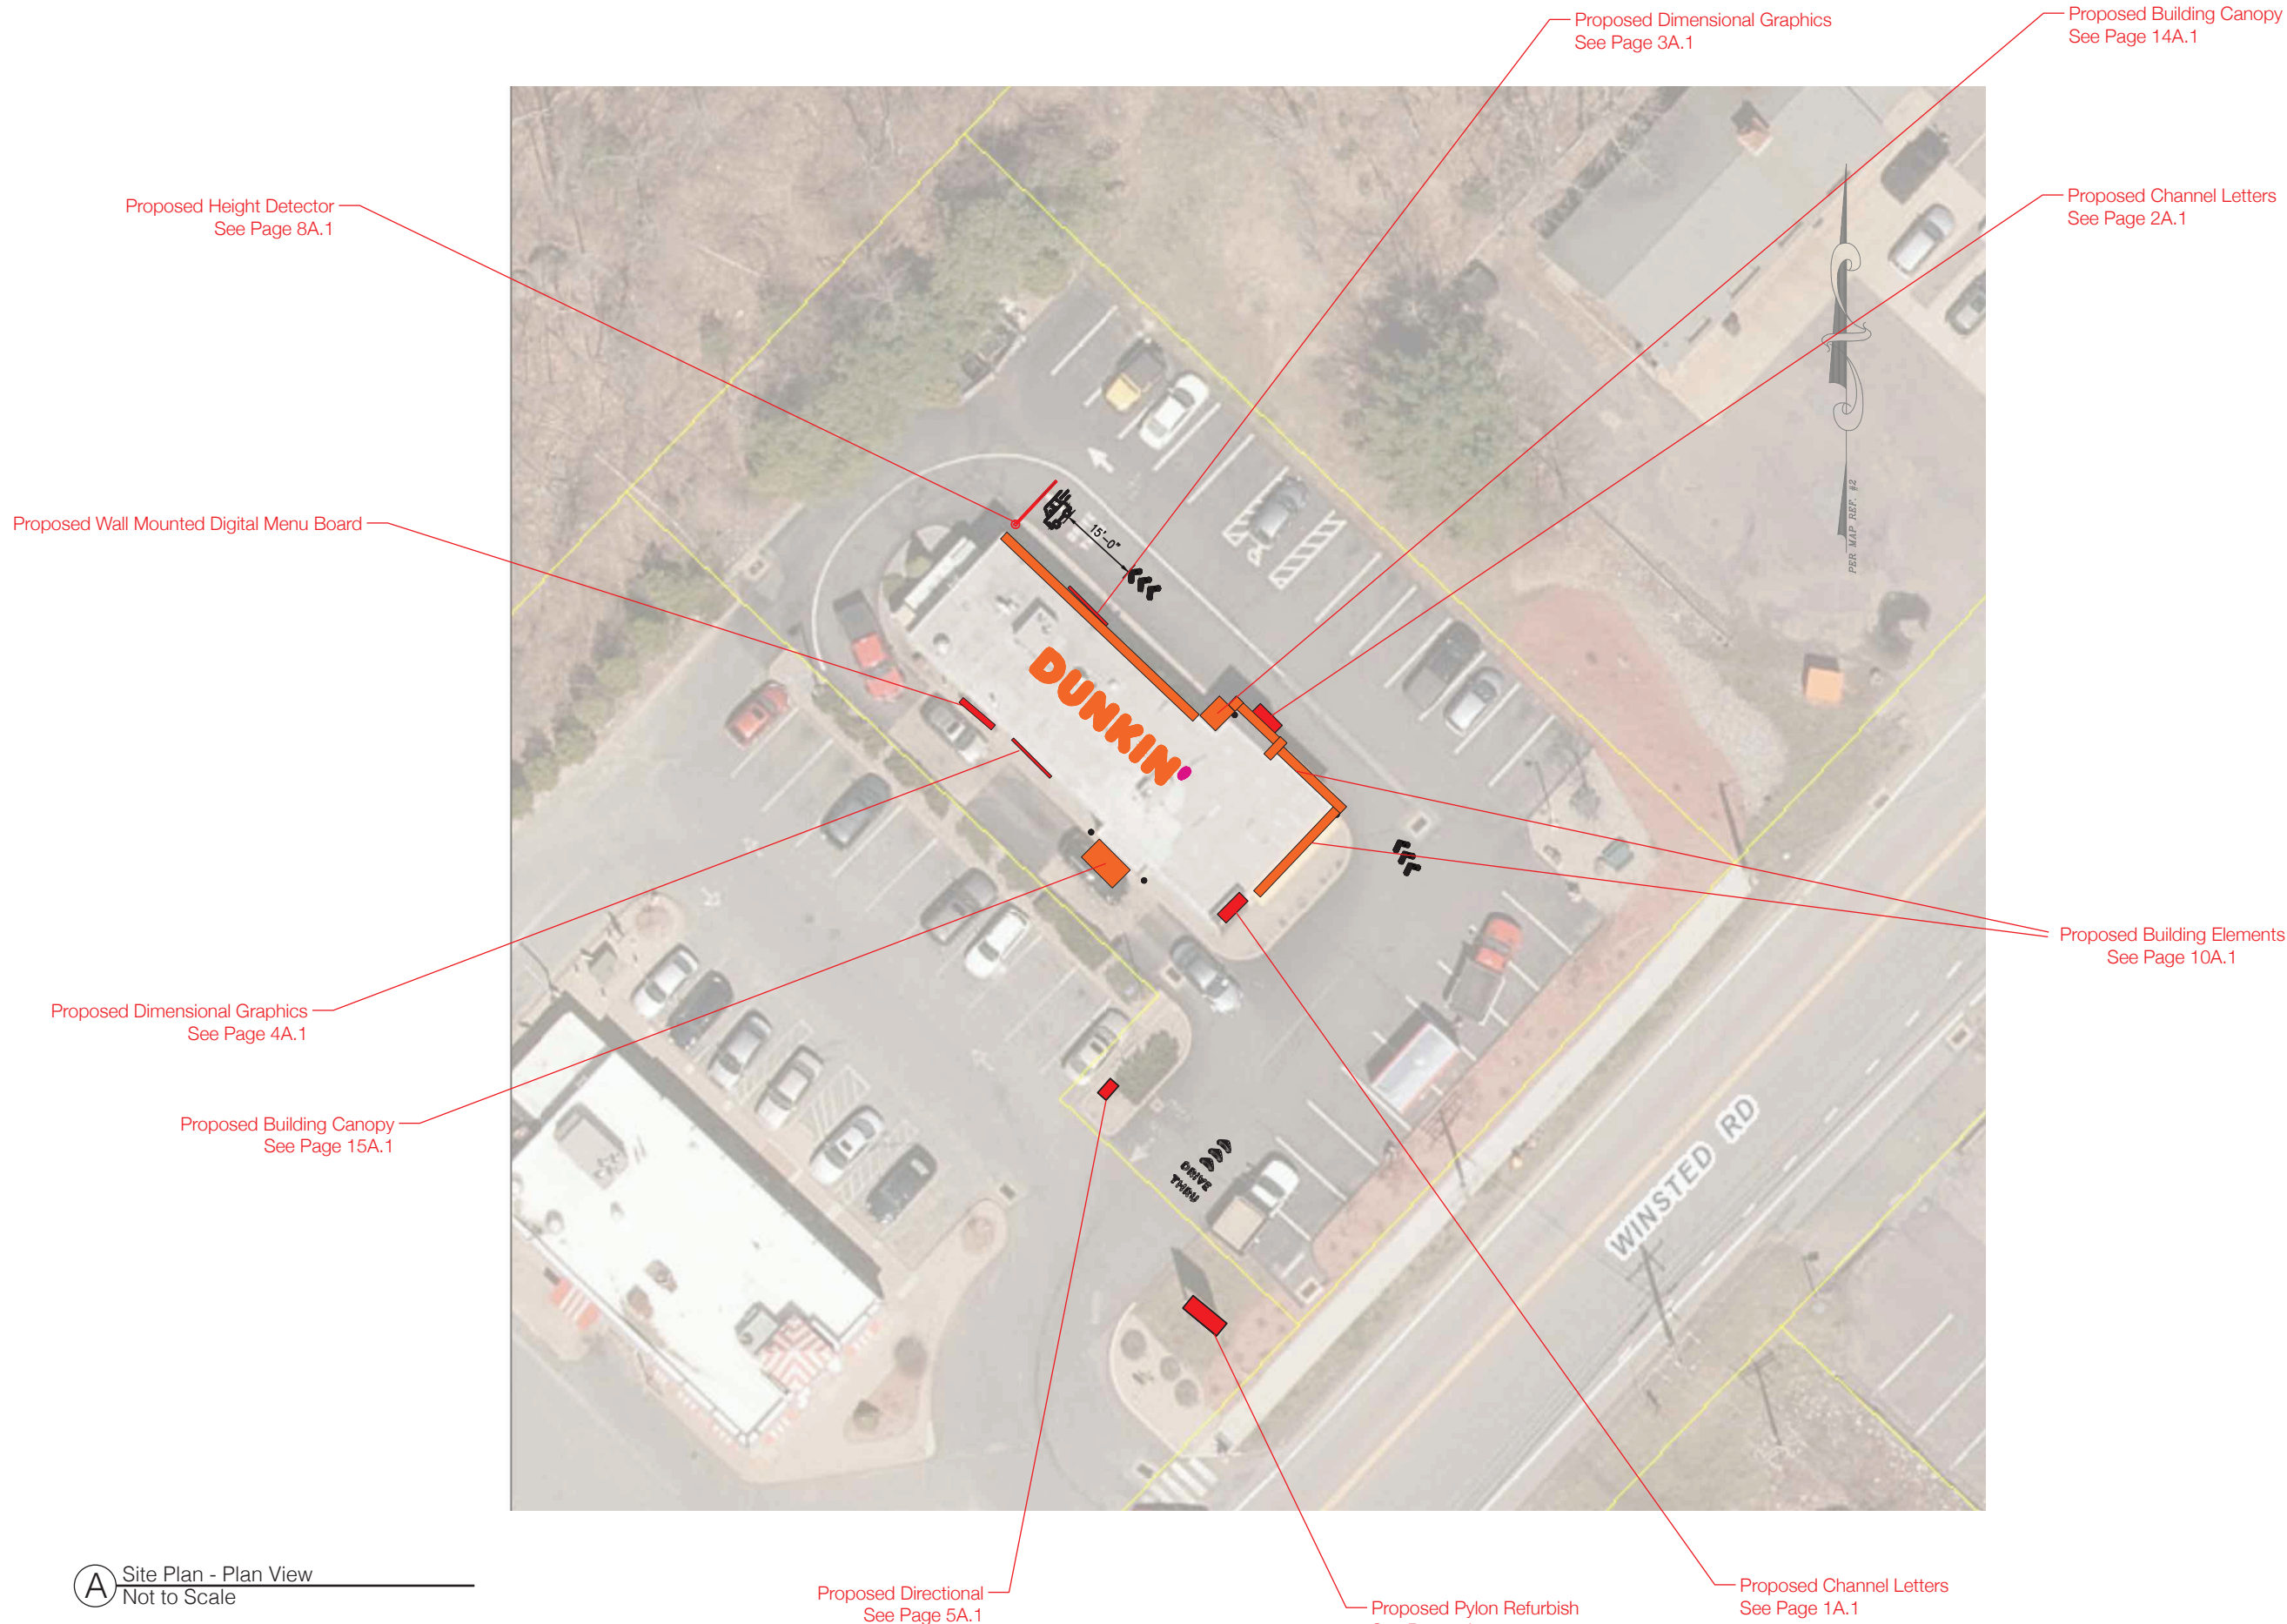 Proposed Dimensional Graphics
See Page 3A.1
Proposed Building Canopy
See Page 14A.1
Proposed Height Detector
See Page 8A.1
Proposed Channel Letters
See Page 2A.1
PER MAP REF. #2
Proposed Wall Mounted Digital Menu Board
15'-0"
DUNKIN'
Proposed Building Elements
See Page 10A.1
Proposed Dimensional Graphics
See Page 4A.1
Proposed Building Canopy
See Page 15A.1
DRIVE
THRU
WINSTED RD
A
Site Plan - Plan View
Not to Scale
Proposed Directional
See Page 5A.1
Proposed Pylon Refurbish
Proposed Channel Letters
See Page 1A.1